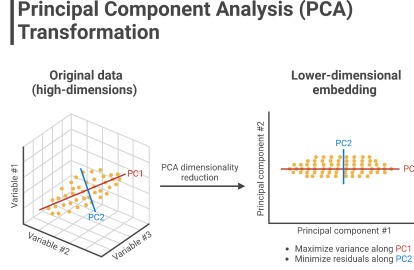 Principal Component Analysis (PCA)
Transformation
Original data
(high-dimensions)
Lower-dimensional
embedding
Variable #1
Variable #2
Variable #3
PC1
PC2
PCA dimensionality
reduction
Principal component #2
PC2
PC
Principal component #1
• Maximize variance along PC1
• Minimize residuals along PC2